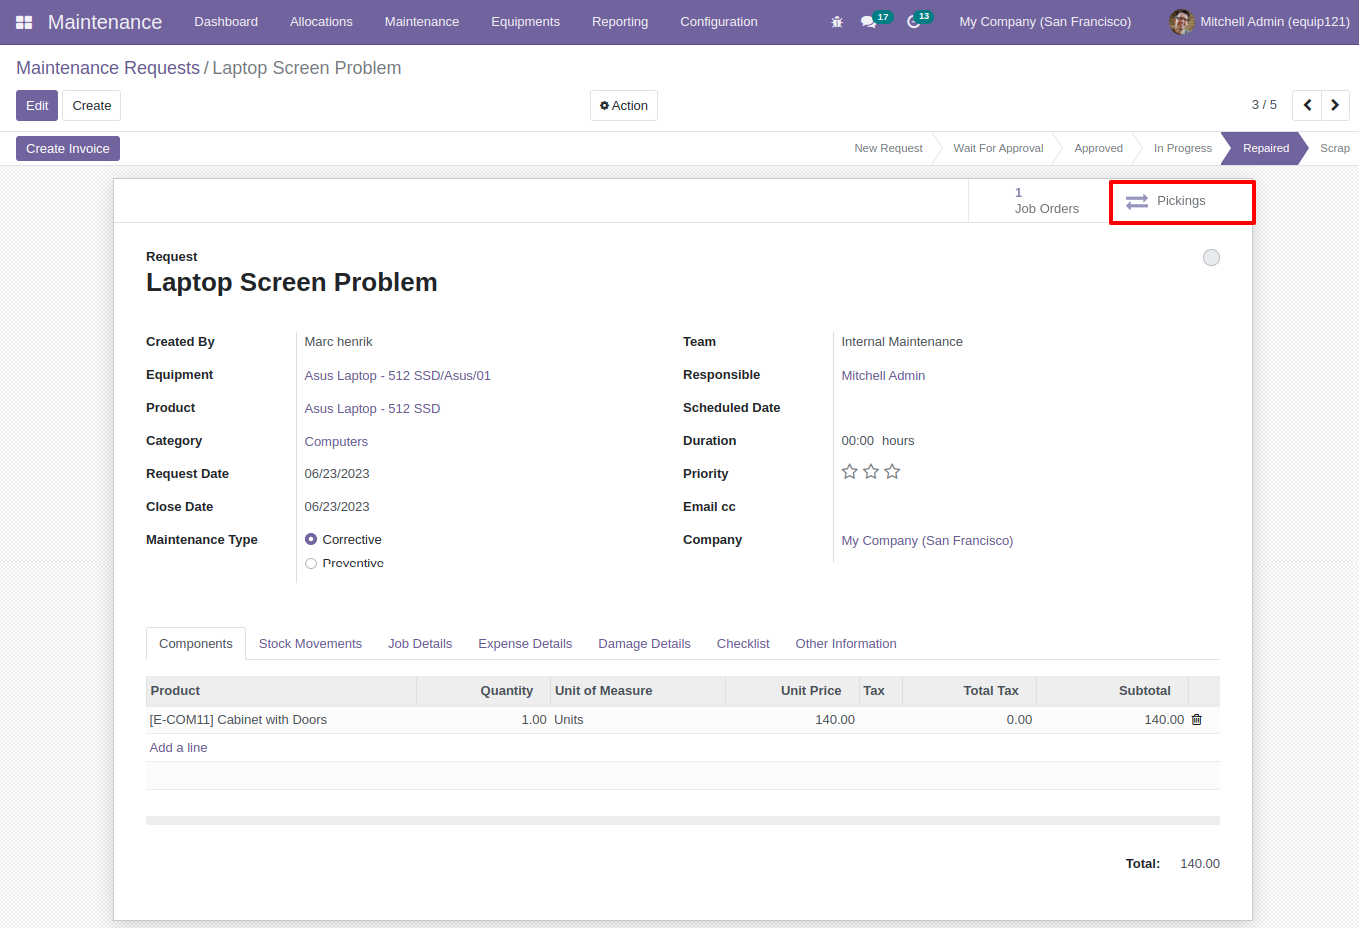 Maintenance Dashboard Allocations Maintenance Equipments Reporting Configuration 17 13 My Company (San Francisco) Mitchell Admin (equip121)
Maintenance Requests / Laptop Screen Problem
Edit Create Action 3 / 5
Create Invoice New Request Wait For Approval Approved In Progress Repaired Scrap
1
Job Orders
Pickings
Request
Laptop Screen Problem
Created By Marc henrik
Equipment Asus Laptop - 512 SSD/Asus/01
Product Asus Laptop - 512 SSD
Category Computers
Request Date 06/23/2023
Close Date 06/23/2023
Maintenance Type Corrective
Preventive
Team Internal Maintenance
Responsible Mitchell Admin
Scheduled Date
Duration 00:00 hours
Priority
Email cc
Company My Company (San Francisco)
Components Stock Movements Job Details Expense Details Damage Details Checklist Other Information
Product Quantity Unit of Measure Unit Price Tax Total Tax Subtotal
[E-COM11] Cabinet with Doors 1.00 Units 140.00 0.00 140.00
Add a line
Total: 140.00